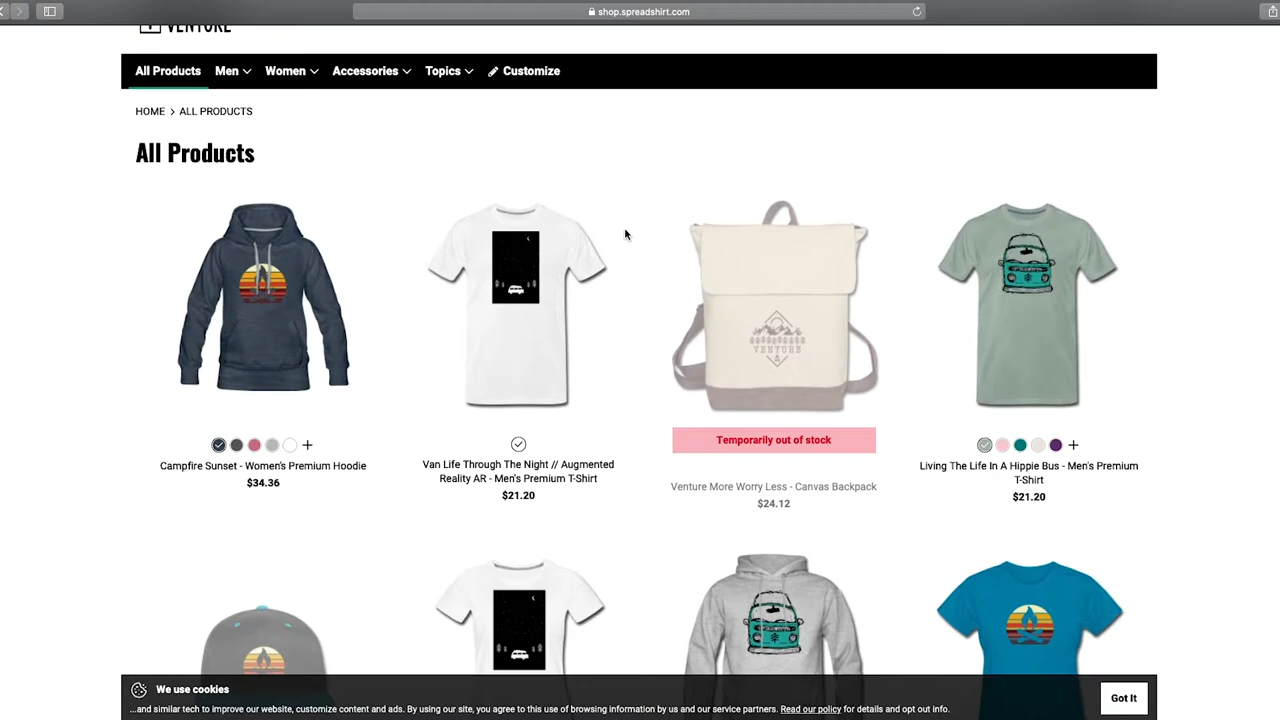 shop.spreadshirt.com
VENTURE
All Products
Men
Women
Accessories
Topics
Customize
HOME > ALL PRODUCTS
All Products
VENTURE
Temporarily out of stock
Campfire Sunset - Women's Premium Hoodie
$34.36
Van Life Through The Night // Augmented
Reality AR - Men's Premium T-Shirt
$21.20
Venture More Worry Less - Canvas Backpack
$24.12
Living The Life In A Hippie Bus - Men's Premium
T-Shirt
$21.20
We use cookies
...and similar tech to improve our website, customize content and ads. By using our site, you agree to this use of browsing information by us and our service partners. Read our policy for details and opt out info.
Got It